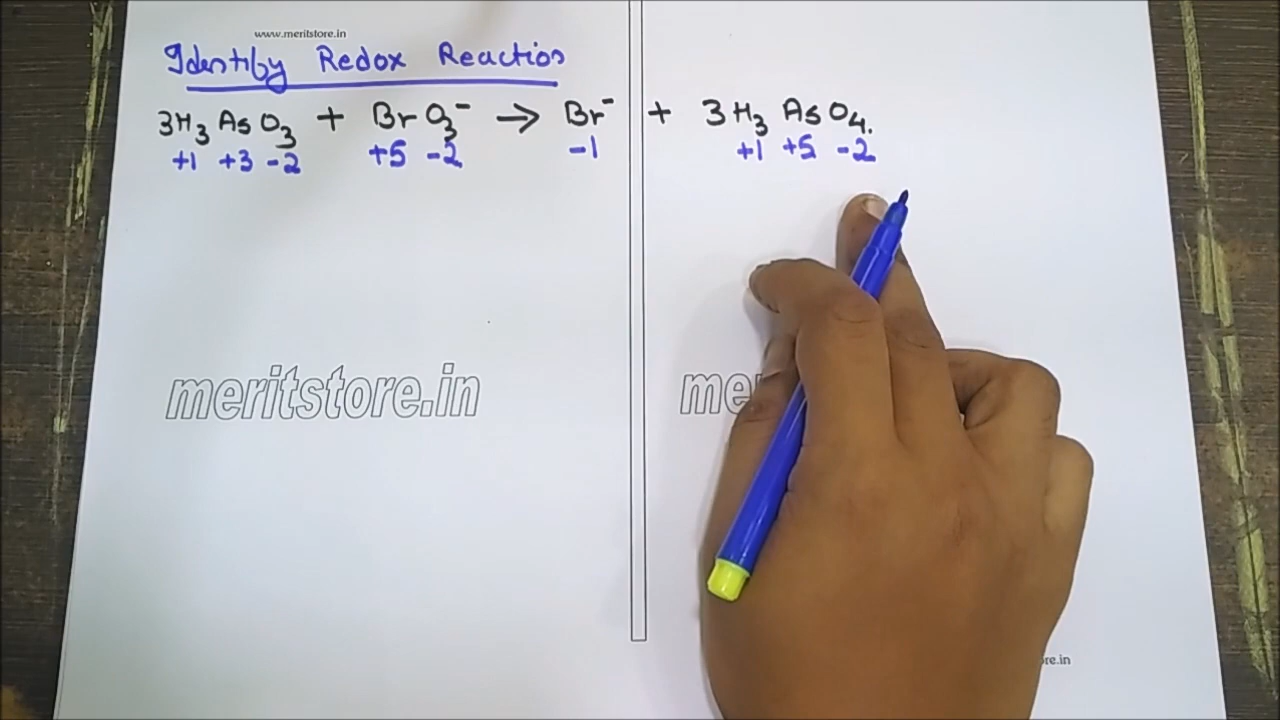 www.meritstore.in
Identify Redox Reactios
3H₃AsO₃ + BrO₃⁻ → Br⁻ + 3H₃AsO₄.
+1 +3 -2 +5 -2 -1 +1 +5 -2
meritstore.in me
re.in